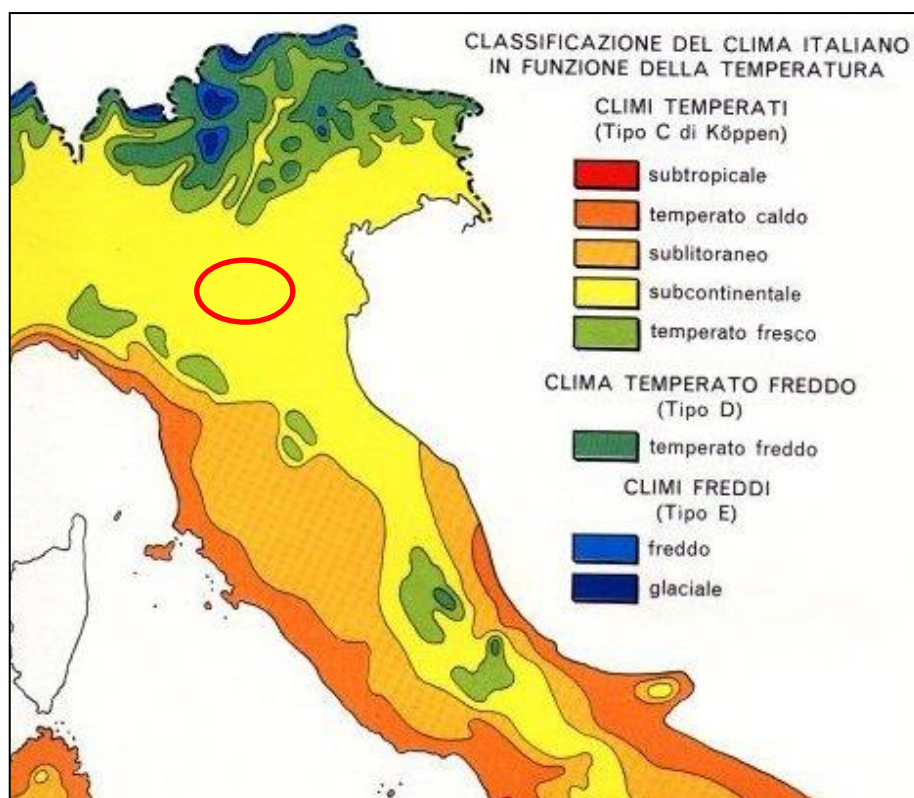 CLASSIFICAZIONE DEL CLIMA ITALIANO
IN FUNZIONE DELLA TEMPERATURA
CLIMI TEMPERATI
(Tipo C di Köppen)
subtropicale
temperato caldo
sublitoraneo
subcontinentale
temperato fresco
CLIMA TEMPERATO FREDDO
(Tipo D)
temperato freddo
CLIMI FREDDI
(Tipo E)
freddo
glaciale